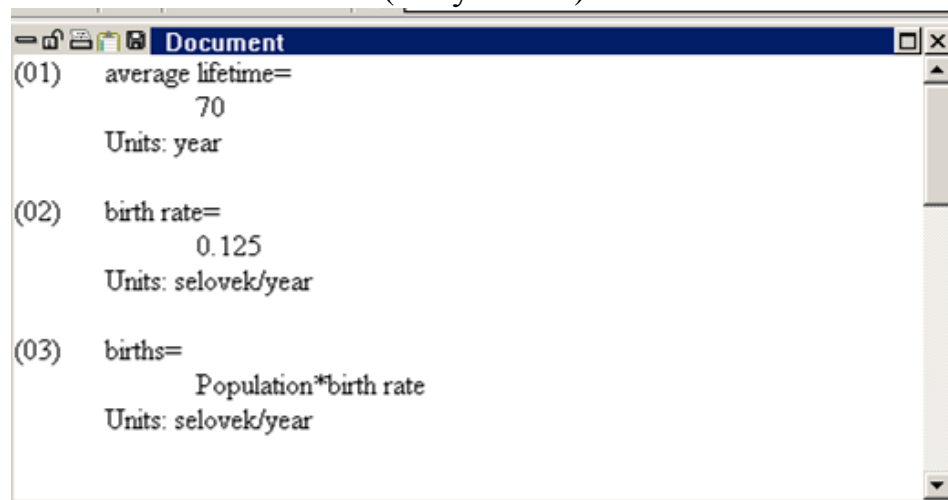 Document
(01) average lifetime=
70
Units: year
(02) birth rate=
0.125
Units: selovek/year
(03) births=
Population*birth rate
Units: selovek/year